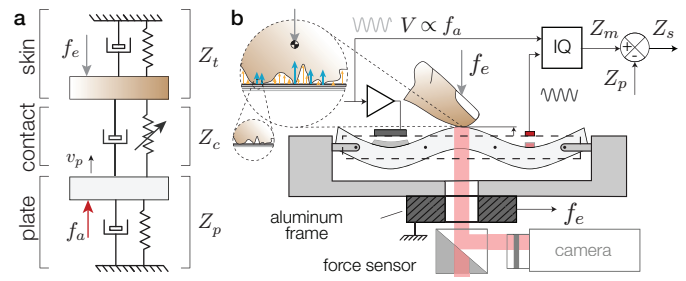 a
skin
f_e
Z_t
contact
Z_c
v_p
plate
f_a
Z_p
b
V ∝ f_a
IQ
Z_m
Z_s
+
−
Z_p
f_e
aluminum
frame
f_e
force sensor
camera